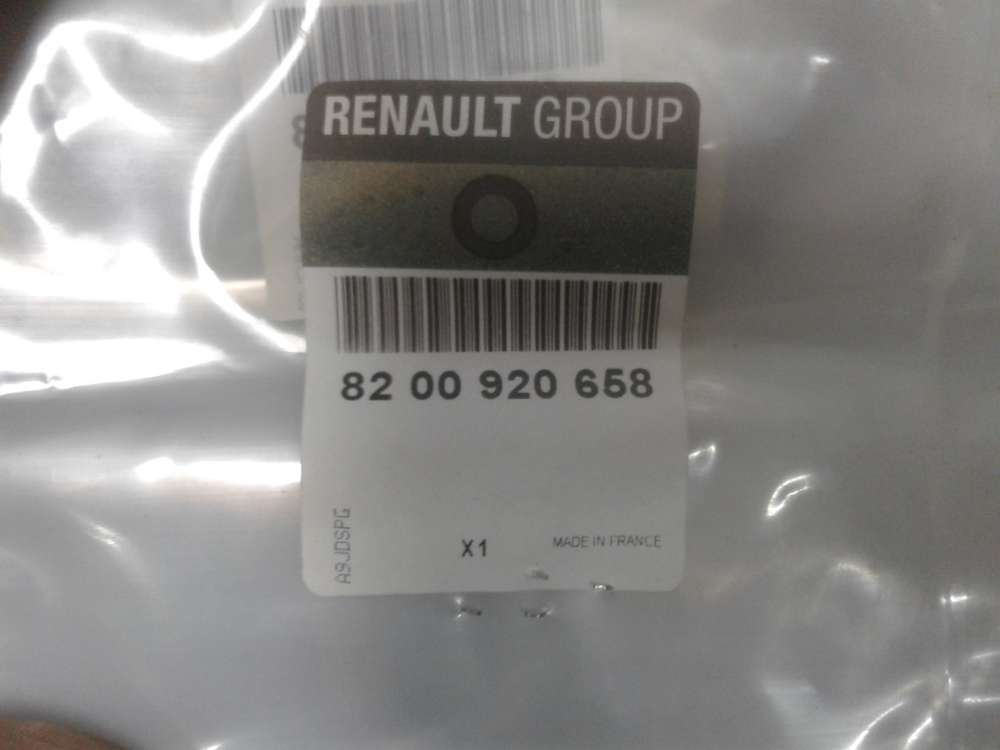 RENAULT GROUP
82 00 920 658
A9JDSPG
X1
MADE IN FRANCE